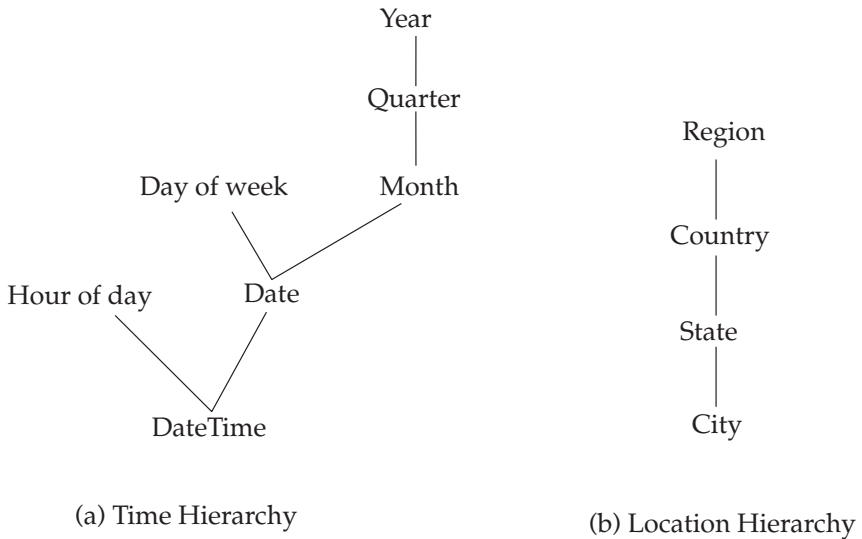 Year
Quarter
Day of week
Month
Hour of day
Date
DateTime
(a) Time Hierarchy
Region
Country
State
City
(b) Location Hierarchy